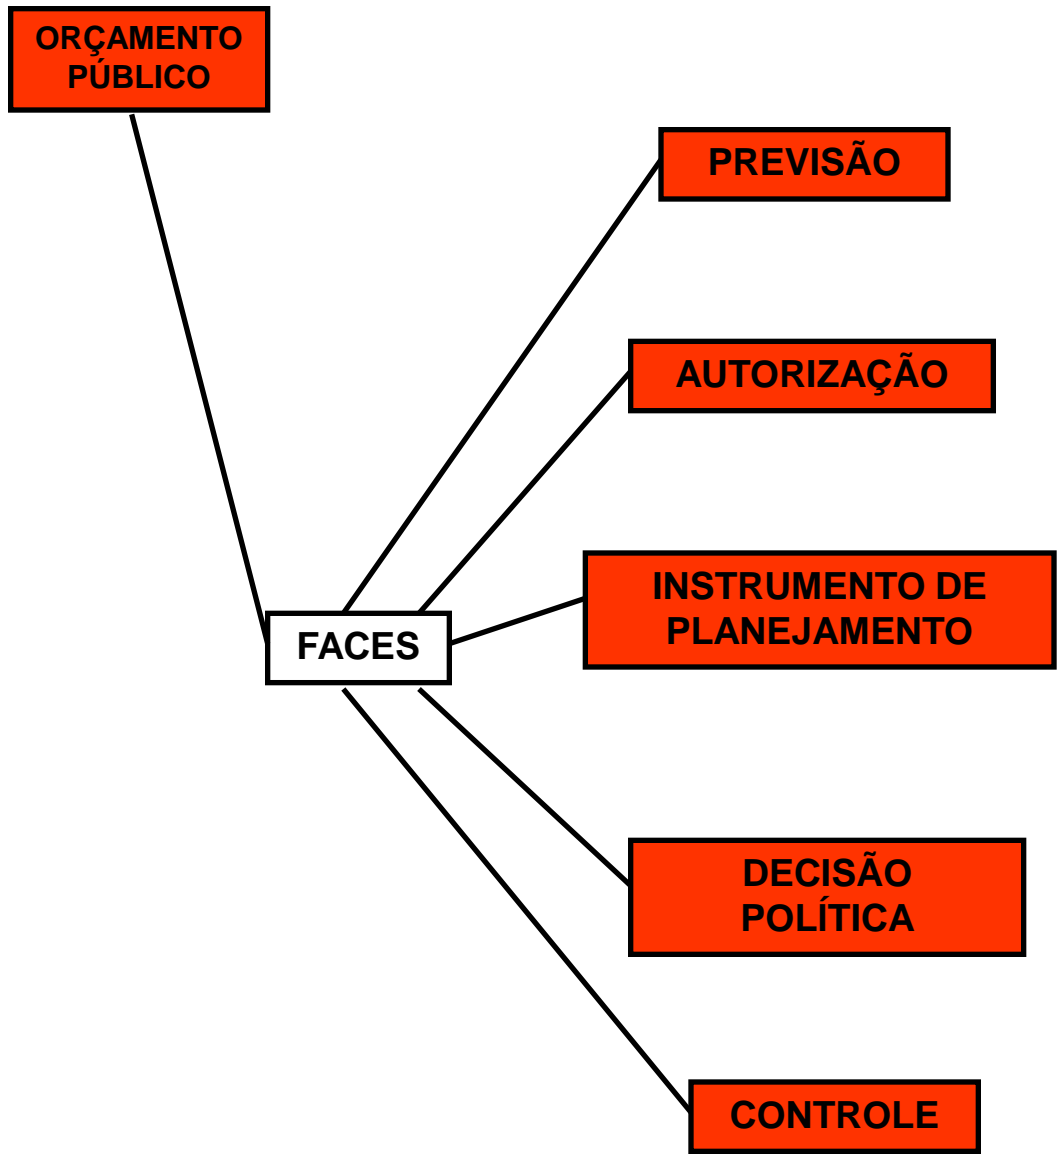 ORÇAMENTO
PÚBLICO
PREVISÃO
AUTORIZAÇÃO
INSTRUMENTO DE
PLANEJAMENTO
FACES
DECISÃO
POLÍTICA
CONTROLE